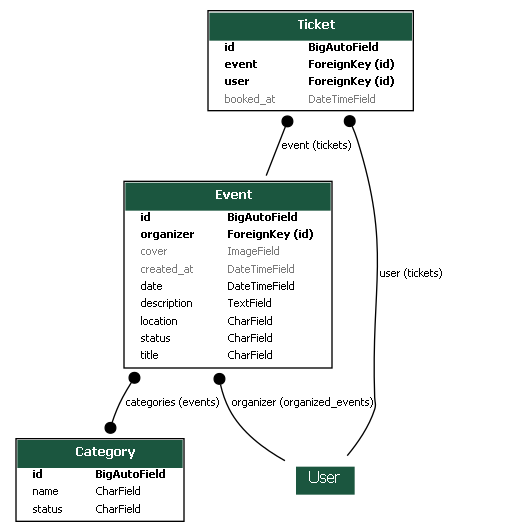 Ticket
id BigAutoField
event ForeignKey (id)
user ForeignKey (id)
booked_at DateTimeField
event (tickets)
Event
id BigAutoField
organizer ForeignKey (id)
cover ImageField
created_at DateTimeField
date DateTimeField
description TextField
location CharField
status CharField
title CharField
user (tickets)
categories (events)
organizer (organized_events)
Category
id BigAutoField
name CharField
status CharField
User